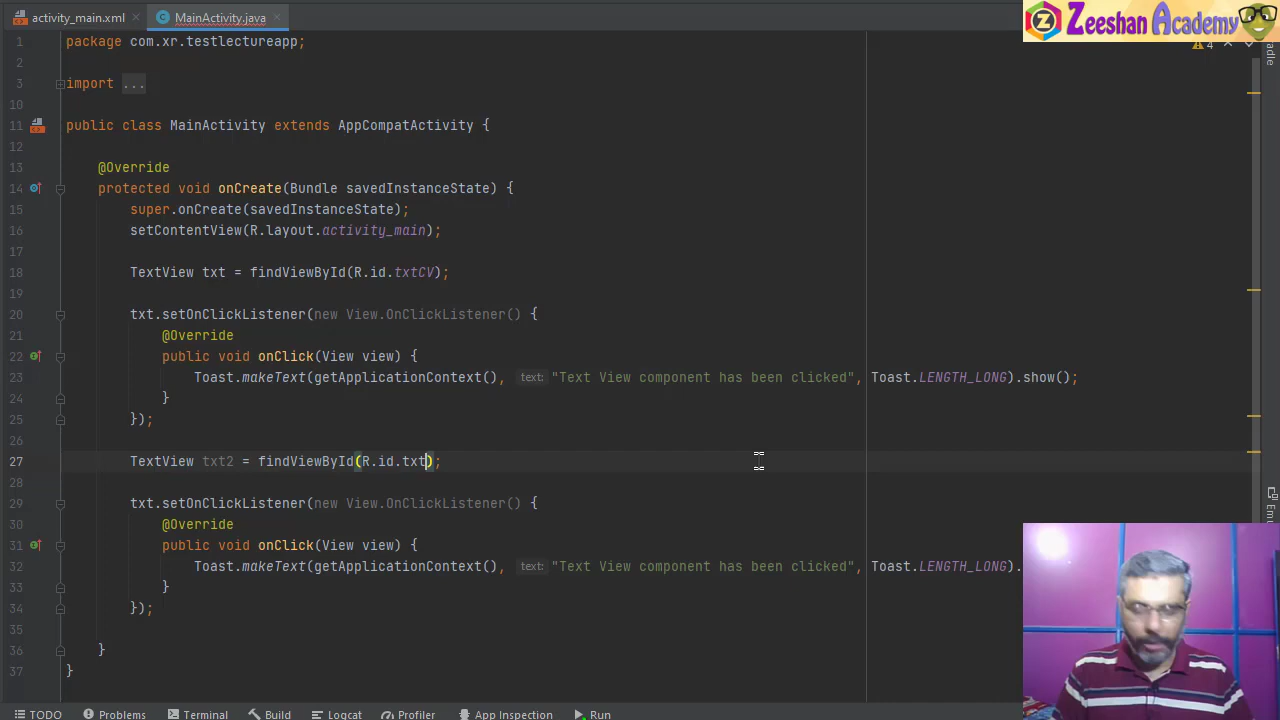 activity_main.xml MainActivity.java
Zeeshan Academy
1 package com.xr.testlectureapp;
4
2
3 import ...
10
11 public class MainActivity extends AppCompatActivity {
12
13 @Override
14 protected void onCreate(Bundle savedInstanceState) {
15 super.onCreate(savedInstanceState);
16 setContentView(R.layout.activity_main);
17
18 TextView txt = findViewById(R.id.txtCV);
19
20 txt.setOnClickListener(new View.OnClickListener() {
21 @Override
22 public void onClick(View view) {
23 Toast.makeText(getApplicationContext(), text: "Text View component has been clicked", Toast.LENGTH_LONG).show();
24 }
25 });
26
27 TextView txt2 = findViewById(R.id.txt);
28
29 txt.setOnClickListener(new View.OnClickListener() {
30 @Override
31 public void onClick(View view) {
32 Toast.makeText(getApplicationContext(), text: "Text View component has been clicked", Toast.LENGTH_LONG).
33 }
34 });
35
36 }
37 }
TODO Problems Terminal Build Logcat Profiler App Inspection Run